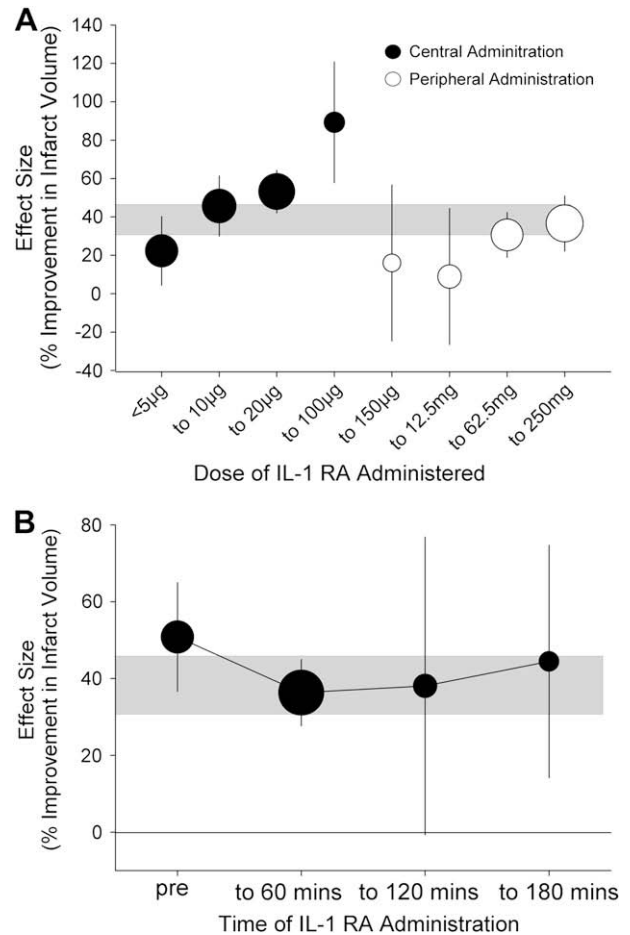 A
Effect Size
(% Improvement in Infarct Volume)
140
120
100
80
60
40
20
0
-20
-40
Central Adminitration
Peripheral Administration
<5µg
to 10µg
to 20µg
to 100µg
to 150µg
to 12.5mg
to 62.5mg
to 250mg
Dose of IL-1 RA Administered
B
Effect Size
(% Improvement in Infarct Volume)
80
60
40
20
0
pre
to 60 mins
to 120 mins
to 180 mins
Time of IL-1 RA Administration